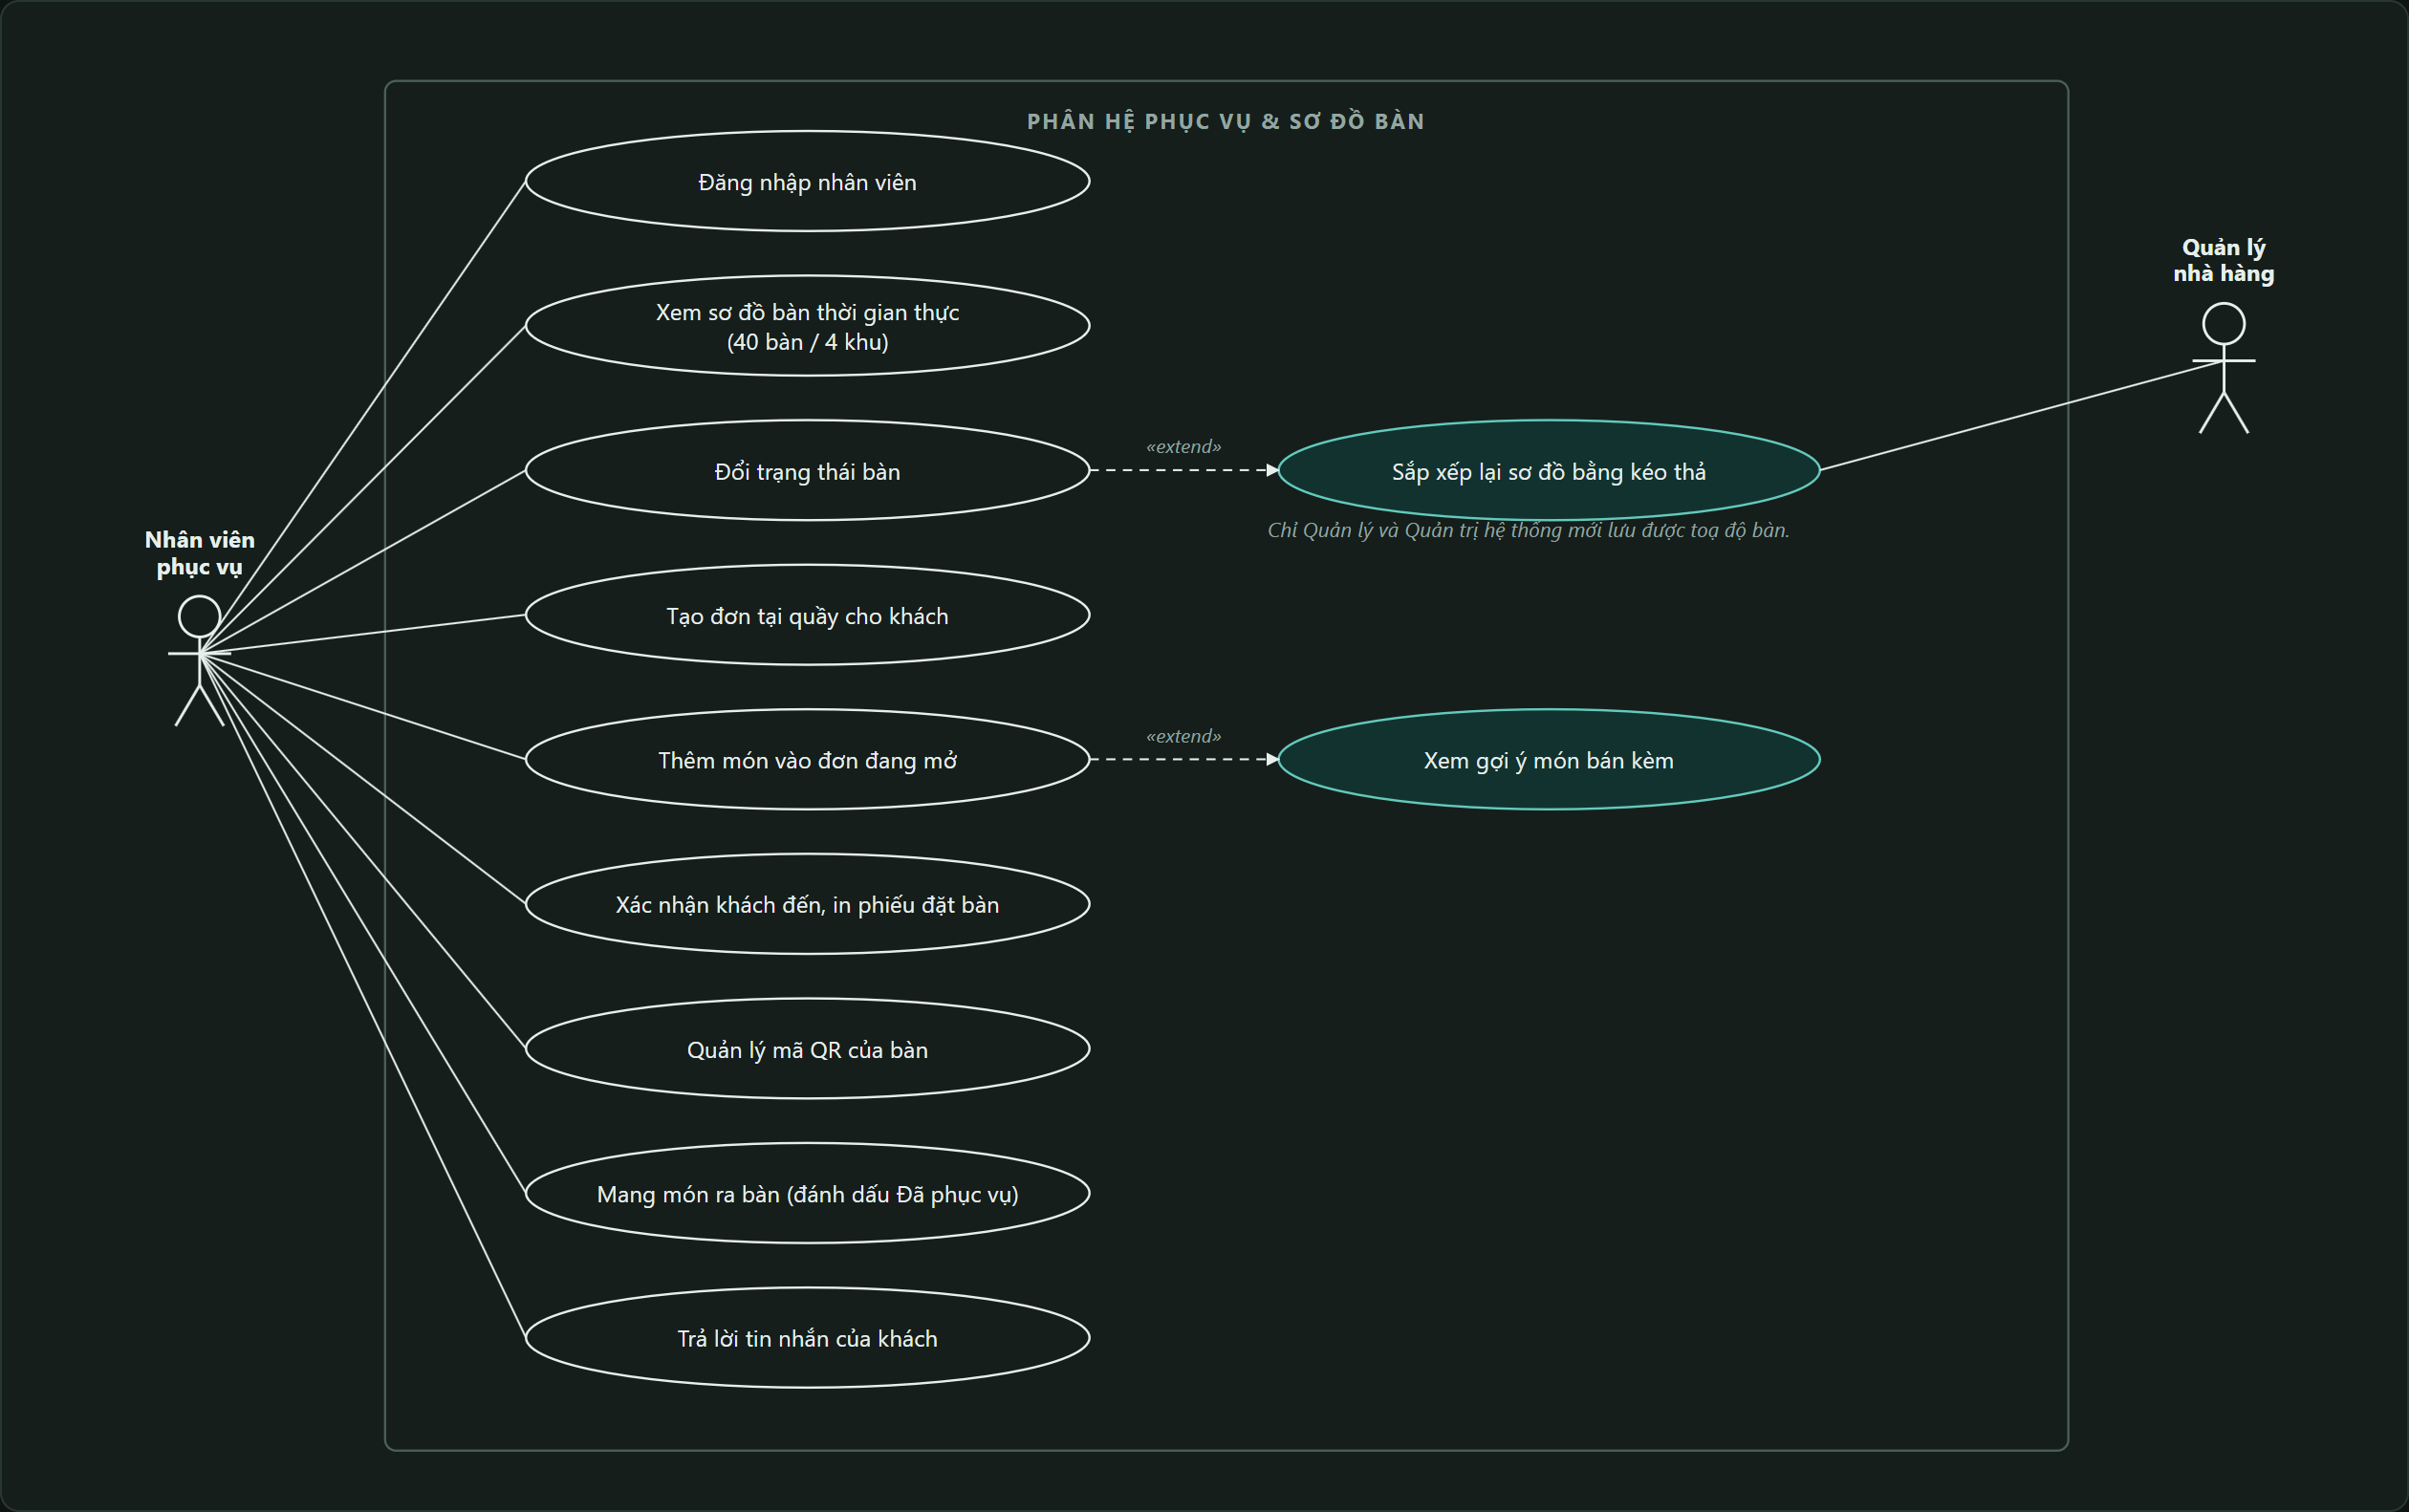 PHÂN HỆ PHỤC VỤ & SƠ ĐỒ BÀN
Đăng nhập nhân viên
Quản lý
nhà hàng
Xem sơ đồ bàn thời gian thực
(40 bàn / 4 khu)
Đổi trạng thái bàn
«extend»
Sắp xếp lại sơ đồ bằng kéo thả
Chỉ Quản lý và Quản trị hệ thống mới lưu được toạ độ bàn.
Nhân viên
phục vụ
Tạo đơn tại quầy cho khách
Thêm món vào đơn đang mở
«extend»
Xem gợi ý món bán kèm
Xác nhận khách đến, in phiếu đặt bàn
Quản lý mã QR của bàn
Mang món ra bàn (đánh dấu Đã phục vụ)
Trả lời tin nhắn của khách